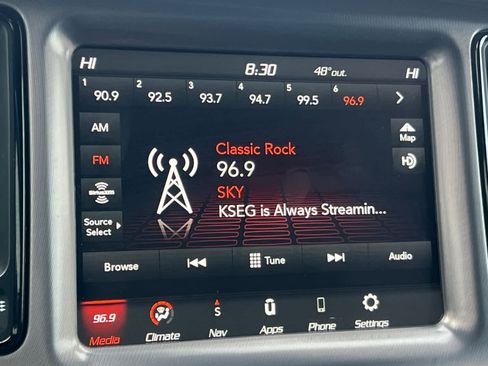 HI 8:30 48°out. HI
1 2 3 4 5 6
90.9 92.5 93.7 94.7 99.5 96.9
AM
Map
Classic Rock
FM
96.9
HD
SKY
SiriusXM
KSEG is Always Streamin...
Source
Select
Browse Tune Audio
96.9
S
Media Climate Nav Apps Phone Settings